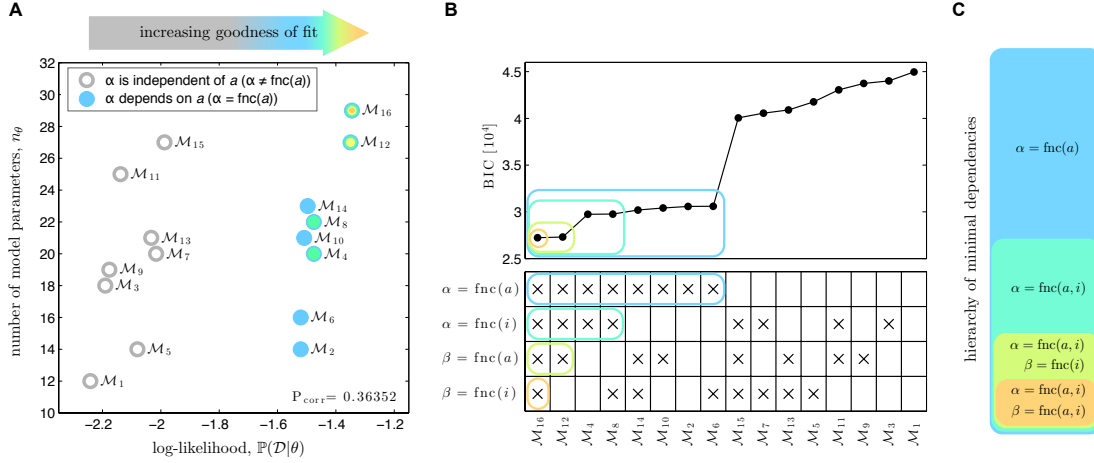 A
increasing goodness of fit
α is independent of a (α ≠ fnc(a))
α depends on a (α = fnc(a))
number of model parameters, n_θ
32
30
28
26
24
22
20
18
16
14
12
10
M₁₆
M₁₂
M₁₅
M₁₁
M₁₄
M₈
M₁₃
M₁₀
M₇
M₄
M₉
M₃
M₆
M₅
M₂
M₁
P_corr= 0.36352
−2.2
−2
−1.8
−1.6
−1.4
−1.2
log-likelihood, ℙ(D|θ)
B
BIC [10⁴]
4.5
4
3.5
3
2.5
α = fnc(a)
× × × × × × × ×
α = fnc(i)
× × × × × × × ×
β = fnc(a)
× × × × × × × ×
β = fnc(i)
× × × × × × × ×
M₁₆ M₁₂ M₄ M₈ M₁₄ M₁₀ M₂ M₆ M₁₅ M₇ M₁₃ M₅ M₁₁ M₉ M₃ M₁
C
hierarchy of minimal dependencies
α = fnc(a)
α = fnc(a, i)
α = fnc(a, i)
β = fnc(i)
α = fnc(a, i)
β = fnc(a, i)